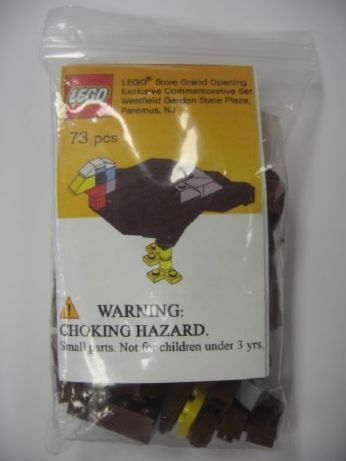 LEGO
LEGO® Store Grand Opening
Exclusive Commemorative Set
Westfield Garden State Plaza,
Paramus, NJ
73 pcs
WARNING:
CHOKING HAZARD.
Small parts. Not for children under 3 yrs.